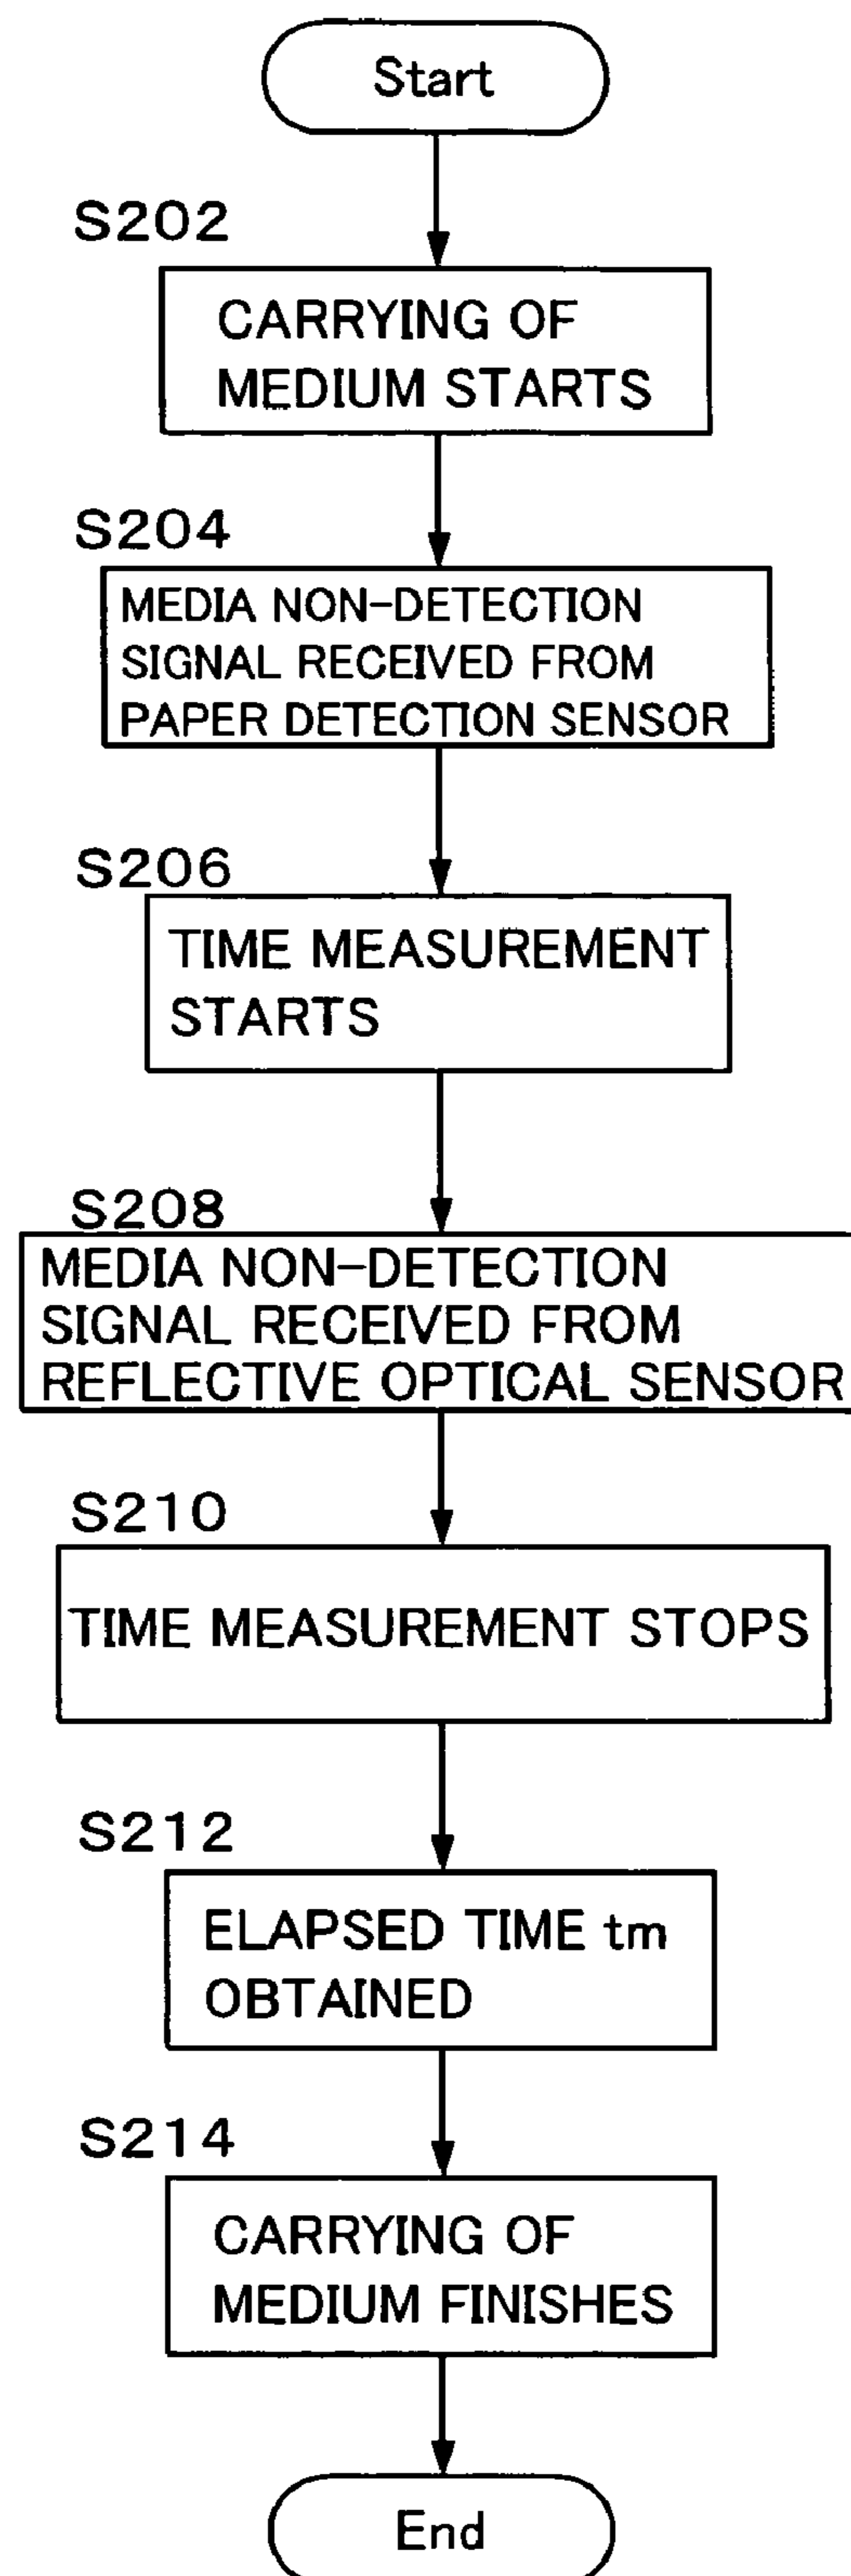 Start
S202
CARRYING OF
MEDIUM STARTS
S204
MEDIA NON-DETECTION
SIGNAL RECEIVED FROM
PAPER DETECTION SENSOR
S206
TIME MEASUREMENT
STARTS
S208
MEDIA NON-DETECTION
SIGNAL RECEIVED FROM
REFLECTIVE OPTICAL SENSOR
S210
TIME MEASUREMENT STOPS
S212
ELAPSED TIME tm
OBTAINED
S214
CARRYING OF
MEDIUM FINISHES
End